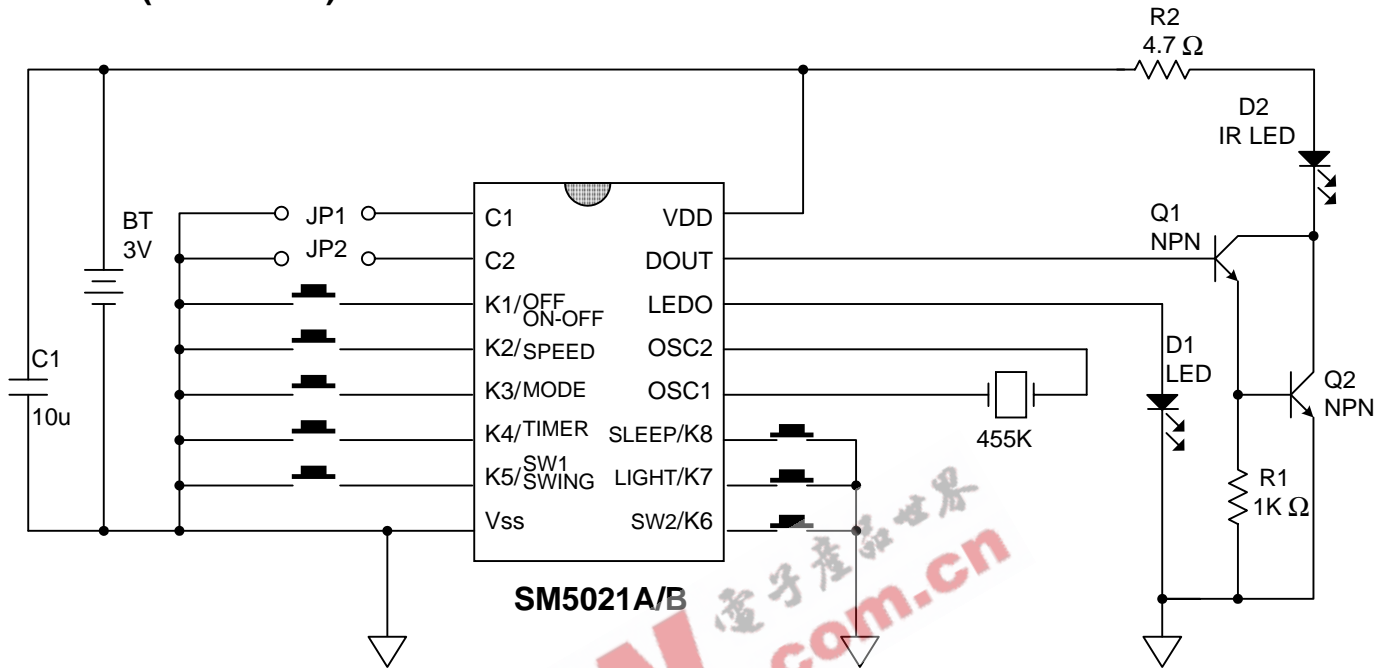 R2
4.7 Ω
D2
IR LED
BT
3V
JP1
JP2
C1
VDD
Q1
NPN
C2
DOUT
K1/OFF ON-OFF
LEDO
K2/SPEED
OSC2
C1
10u
D1
LED
K3/MODE
OSC1
Q2
NPN
455K
K4/TIMER
SLEEP/K8
K5/SW1 SWING
LIGHT/K7
R1
1K Ω
Vss
SW2/K6
SM5021A/B
電子產品世界
.com.cn